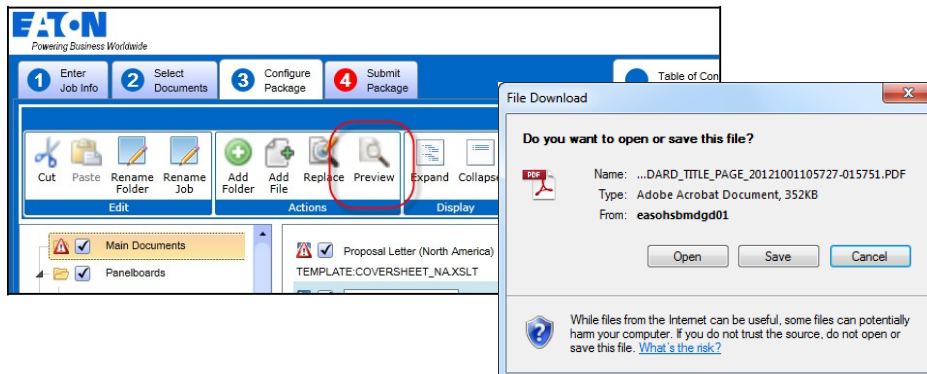 EATON
Powering Business Worldwide
1 Enter Job Info
2 Select Documents
3 Configure Package
4 Submit Package
Table of Con
Cut
Paste
Rename Folder
Rename Job
Add Folder
Add File
Replace
Preview
Expand
Collapse
Edit
Actions
Display
Main Documents
Panelboards
Proposal Letter (North America)
TEMPLATE:COVERSHEET_NA.XSLT
File Download
Do you want to open or save this file?
PDF
Name: ...DARD_TITLE_PAGE_20121001105727-015751.PDF
Type: Adobe Acrobat Document, 352KB
From: easohsbmdgd01
Open
Save
Cancel
While files from the Internet can be useful, some files can potentially
harm your computer. If you do not trust the source, do not open or
save this file. What's the risk?